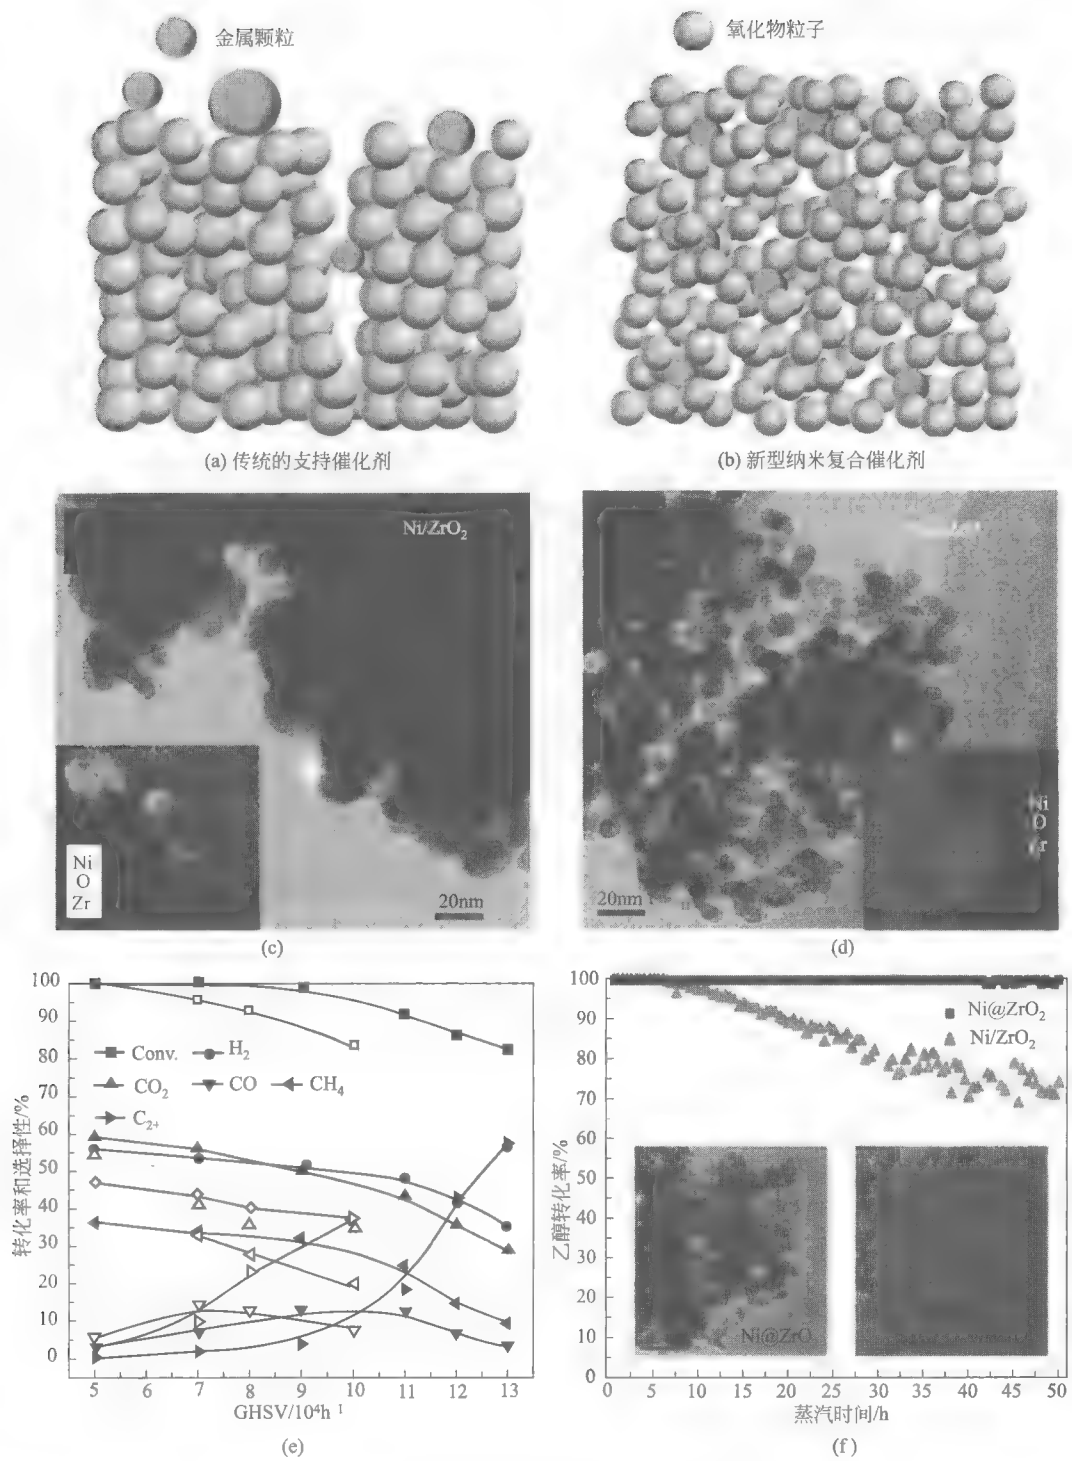 金属颗粒
氧化物粒子
(a) 传统的支持催化剂
(b) 新型纳米复合催化剂
Ni/ZrO₂
Ni
O
Zr
20nm
Ni
O
20nm
(c)
(d)
转化率和选择性/%
100
90
80
70
60
50
40
30
20
10
0
Conv.
H₂
CO₂
CO
CH₄
C₂₊
5
6
7
8
9
10
11
12
13
GHSV/10⁴h⁻¹
(e)
乙醇转化率/%
100
90
80
70
60
50
40
30
20
10
0
Ni@ZrO₂
Ni/ZrO₂
Ni@ZrO
0
5
10
15
20
25
30
35
40
45
50
蒸汽时间/h
(f)